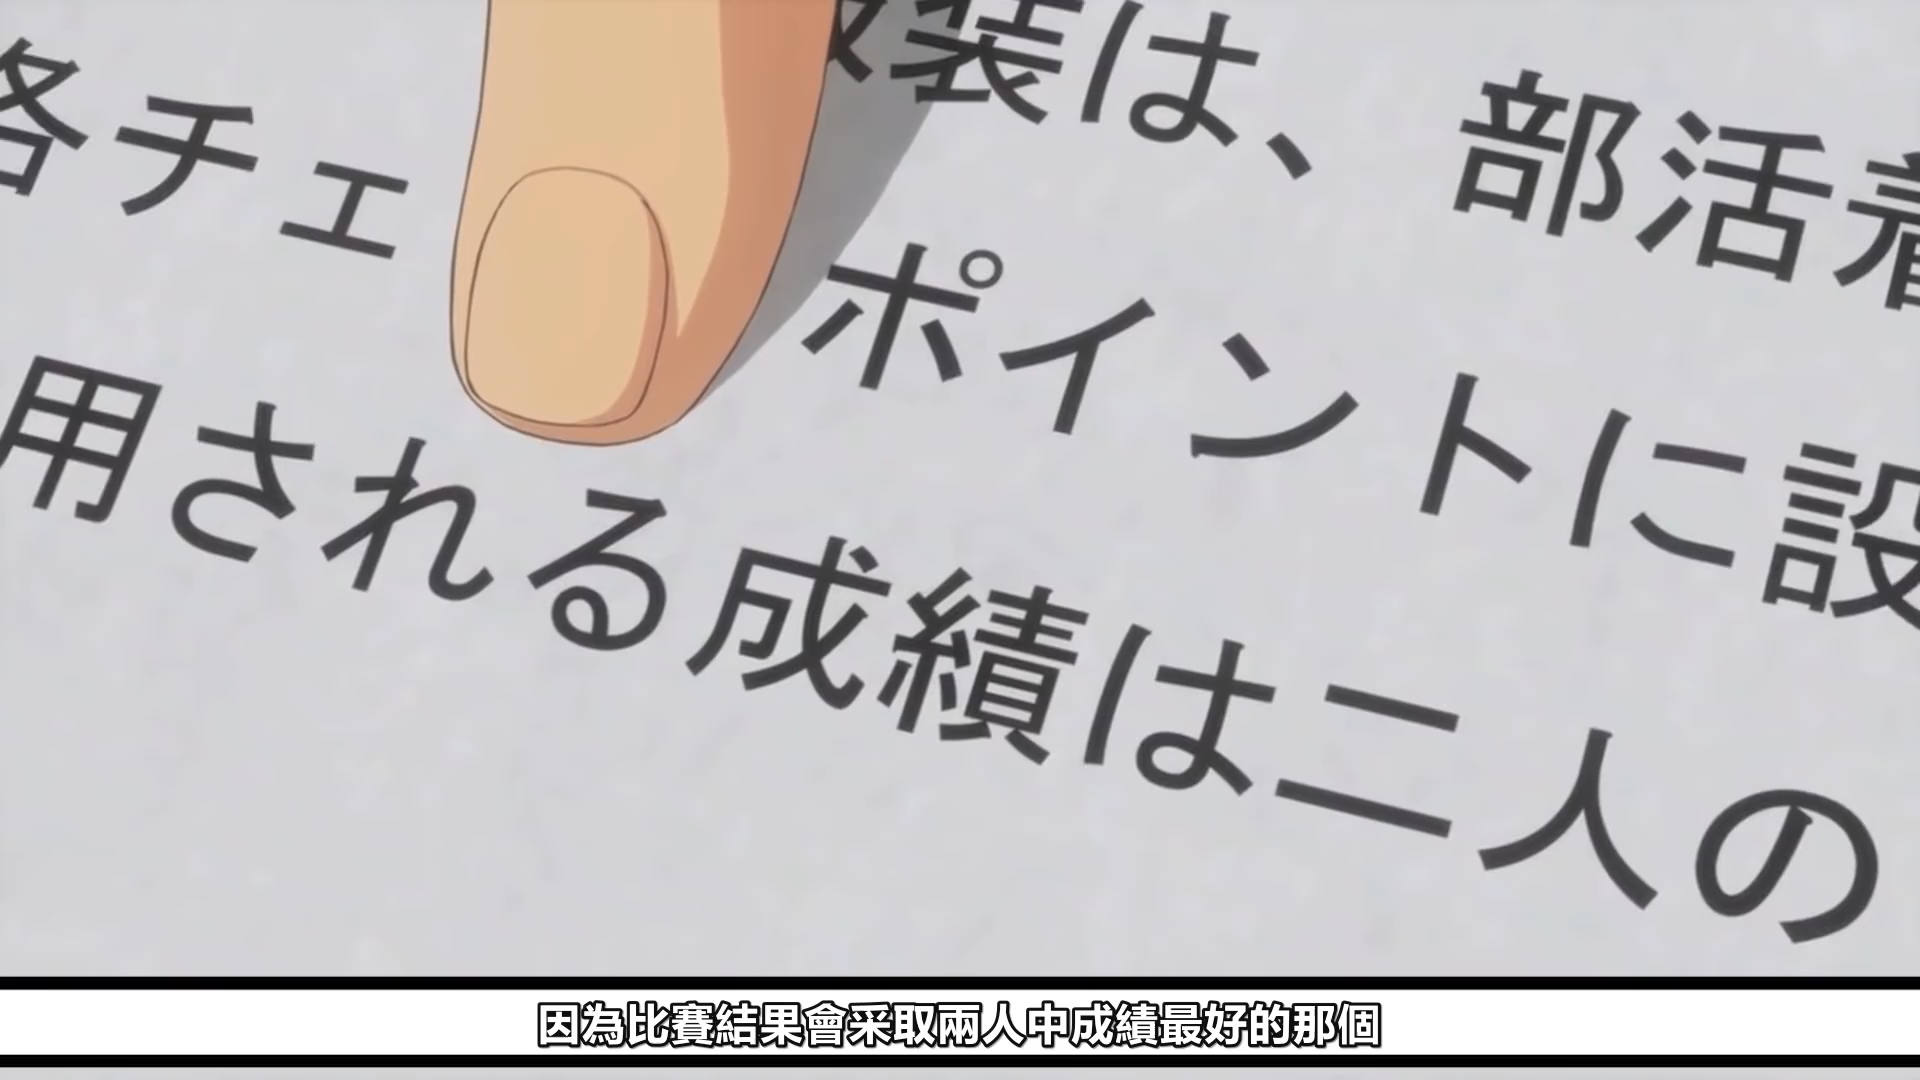 装は、部活着
各チェ ポイントに設
用される成績は二人の
因為比賽結果會采取兩人中成績最好的那個